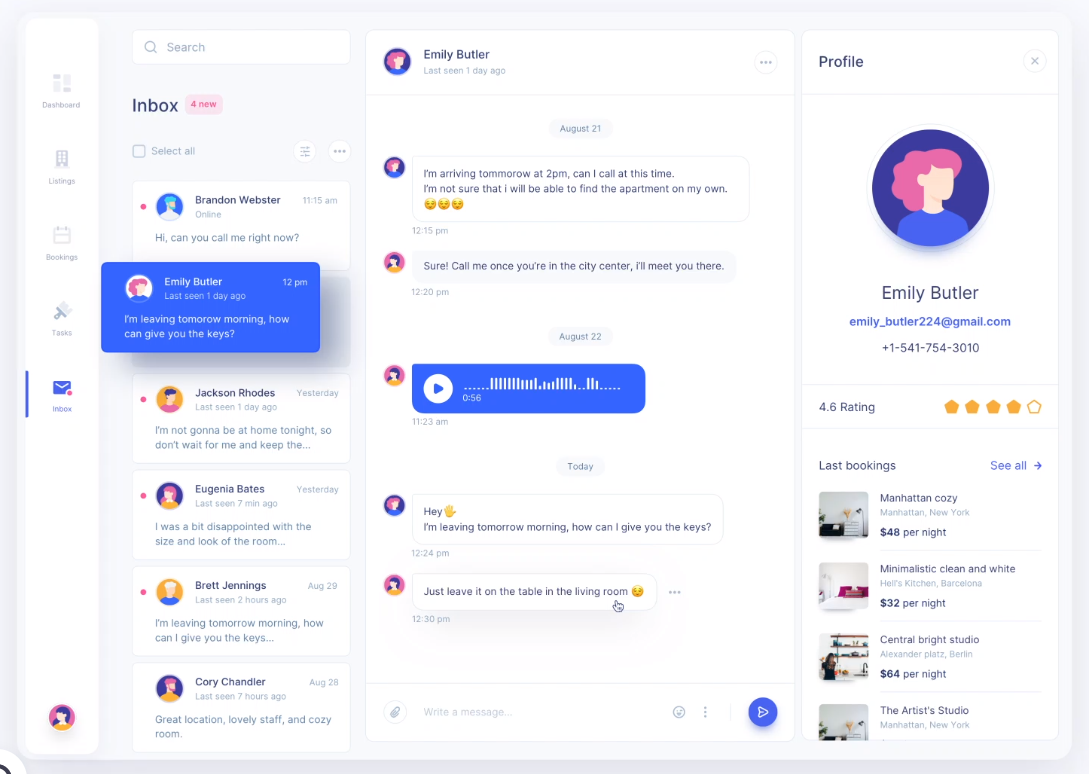 Dashboard
Listings
Bookings
Tasks
Inbox
Search
Inbox
4 new
Select all
Brandon Webster
11:15 am
Online
Hi, can you call me right now?
Emily Butler
12 pm
Last seen 1 day ago
I'm leaving tomorow morning, how
can give you the keys?
Jackson Rhodes
Yesterday
Last seen 1 day ago
I'm not gonna be at home tonight, so
don't wait for me and keep the...
Eugenia Bates
Yesterday
Last seen 7 min ago
I was a bit disappointed with the
size and look of the room...
Brett Jennings
Aug 29
Last seen 2 hours ago
I'm leaving tomorrow morning, how
can I give you the keys...
Cory Chandler
Aug 28
Last seen 7 hours ago
Great location, lovely staff, and cozy
room.
Emily Butler
Last seen 1 day ago
August 21
I'm arriving tommorow at 2pm, can I call at this time.
I'm not sure that i will be able to find the apartment on my own.
😌😌😌
12:15 pm
Sure! Call me once you're in the city center, i'll meet you there.
12:20 pm
August 22
0:56
11:23 am
Today
Hey🖐
I'm leaving tomorrow morning, how can I give you the keys?
12:24 pm
Just leave it on the table in the living room 😌
12:30 pm
Write a message...
Profile
Emily Butler
emily_butler224@gmail.com
+1-541-754-3010
4.6 Rating
Last bookings
See all
Manhattan cozy
Manhattan, New York
$48 per night
Minimalistic clean and white
Hell's Kitchen, Barcelona
$32 per night
Central bright studio
Alexander platz, Berlin
$64 per night
The Artist's Studio
Manhattan, New York